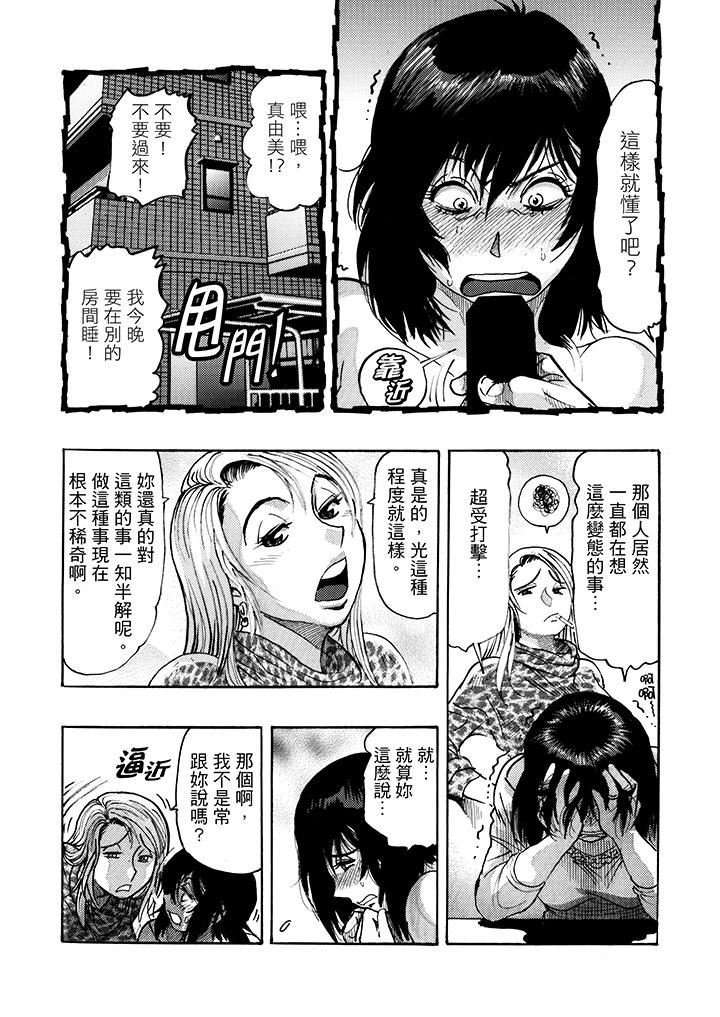 這樣就懂了吧？
靠近
喂…喂，
真由美！?
不要！
不要過來！
甩門！
我今晚
要在別的
房間睡！
那個人居然
一直都在想
這麼變態的事…
超受打擊…
啊
啊…
真是的，光這種
程度就這樣。
妳還真的對
這類的事一知半解呢。
做這種事現在
根本不稀奇啊。
就…
就算妳
這麼說…
那個啊，
我不是常
跟妳說嗎？
逼近